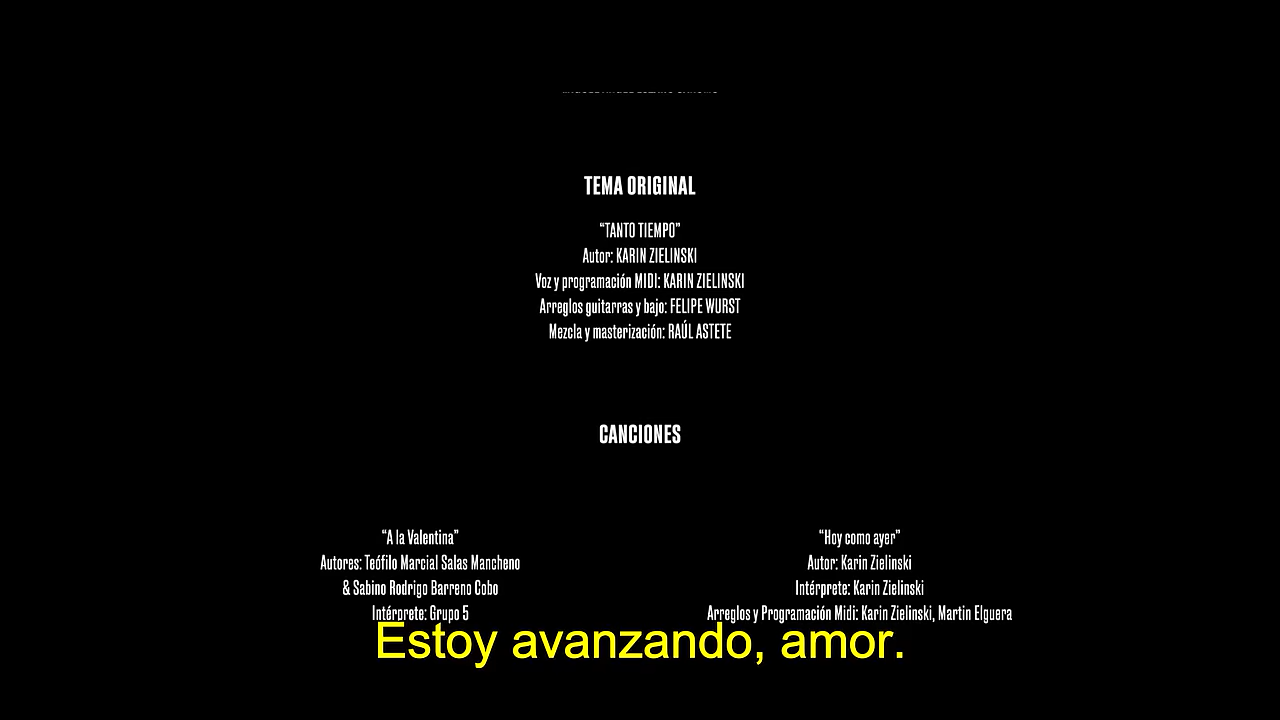 TEMA ORIGINAL
“TANTO TIEMPO”
Autor: KARIN ZIELINSKI
Voz y programación MIDI: KARIN ZIELINSKI
Arreglos guitarras y bajo: FELIPE WURST
Mezcla y masterización: RAÚL ASTETE
CANCIONES
“A la Valentina”
Autores: Teófilo Marcial Salas Mancheno
& Sabino Rodrigo Barreno Cobo
Intérprete: Grupo 5
“Hoy como ayer”
Autor: Karin Zielinski
Intérprete: Karin Zielinski
Arreglos y Programación Midi: Karin Zielinski, Martin Elguera
Estoy avanzando, amor.